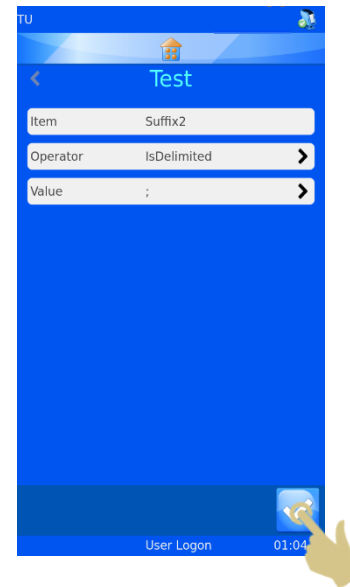 TU
Test
Item Suffix2
Operator IsDelimited
Value ;
User Logon 01:04